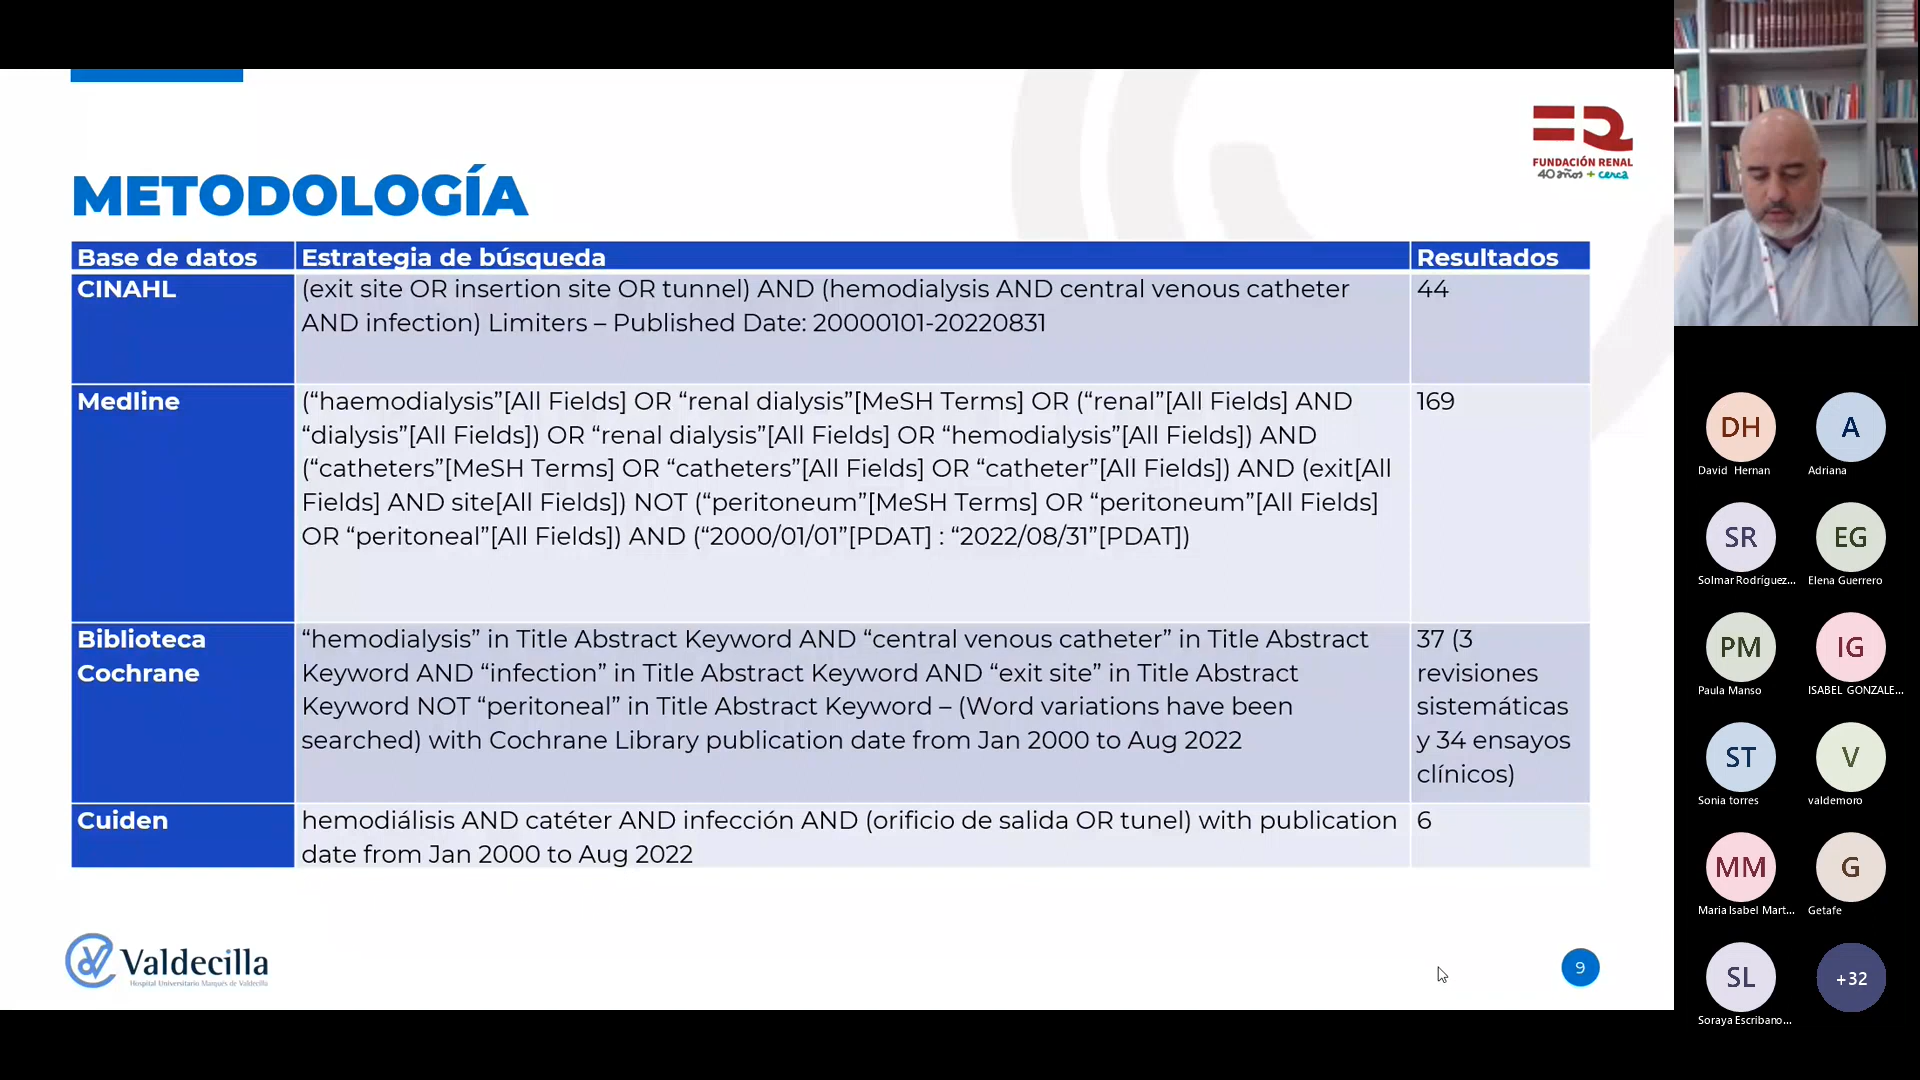 FUNDACIÓN RENAL
40 años + cerca
METODOLOGÍA
Base de datos
Estrategia de búsqueda
Resultados
CINAHL
(exit site OR insertion site OR tunnel) AND (hemodialysis AND central venous catheter
AND infection) Limiters – Published Date: 20000101-20220831
44
Medline
(“haemodialysis”[All Fields] OR “renal dialysis”[MeSH Terms] OR (“renal”[All Fields] AND
“dialysis”[All Fields]) OR “renal dialysis”[All Fields] OR “hemodialysis”[All Fields]) AND
(“catheters”[MeSH Terms] OR “catheters”[All Fields] OR “catheter”[All Fields]) AND (exit[All
Fields] AND site[All Fields]) NOT (“peritoneum”[MeSH Terms] OR “peritoneum”[All Fields]
OR “peritoneal”[All Fields]) AND (“2000/01/01”[PDAT] : “2022/08/31”[PDAT])
169
Biblioteca
Cochrane
“hemodialysis” in Title Abstract Keyword AND “central venous catheter” in Title Abstract
Keyword AND “infection” in Title Abstract Keyword AND “exit site” in Title Abstract
Keyword NOT “peritoneal” in Title Abstract Keyword – (Word variations have been
searched) with Cochrane Library publication date from Jan 2000 to Aug 2022
37 (3
revisiones
sistemáticas
y 34 ensayos
clínicos)
Cuiden
hemodiálisis AND catéter AND infección AND (orificio de salida OR tunel) with publication
date from Jan 2000 to Aug 2022
6
Valdecilla
Hospital Universitario Marqués de Valdecilla
9
DH
David Hernan
A
Adriana
SR
Solmar Rodríguez...
EG
Elena Guerrero
PM
Paula Manso
IG
ISABEL GONZALE...
ST
Sonia torres
V
valdemoro
MM
Maria Isabel Mart...
G
Getafe
SL
Soraya Escribano...
+32